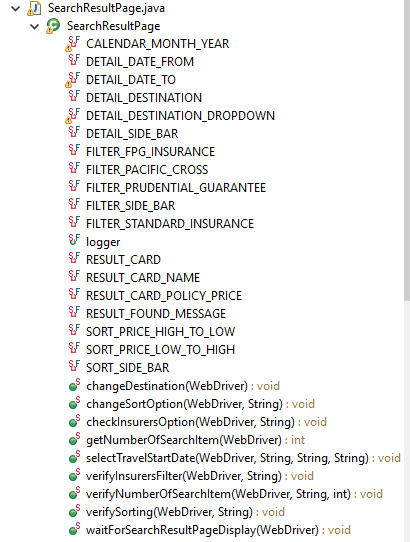 SearchResultPage.java
SearchResultPage
CALENDAR_MONTH_YEAR
DETAIL_DATE_FROM
DETAIL_DATE_TO
DETAIL_DESTINATION
DETAIL_DESTINATION_DROPDOWN
DETAIL_SIDE_BAR
FILTER_FPG_INSURANCE
FILTER_PACIFIC_CROSS
FILTER_PRUDENTIAL_GUARANTEE
FILTER_SIDE_BAR
FILTER_STANDARD_INSURANCE
logger
RESULT_CARD
RESULT_CARD_NAME
RESULT_CARD_POLICY_PRICE
RESULT_FOUND_MESSAGE
SORT_PRICE_HIGH_TO_LOW
SORT_PRICE_LOW_TO_HIGH
SORT_SIDE_BAR
changeDestination(WebDriver) : void
changeSortOption(WebDriver, String) : void
checkInsurersOption(WebDriver, String) : void
getNumberOfSearchItem(WebDriver) : int
selectTravelStartDate(WebDriver, String, String, String) : void
verifyInsurersFilter(WebDriver, String) : void
verifyNumberOfSearchItem(WebDriver, String, int) : void
verifySorting(WebDriver, String) : void
waitForSearchResultPageDisplay(WebDriver) : void